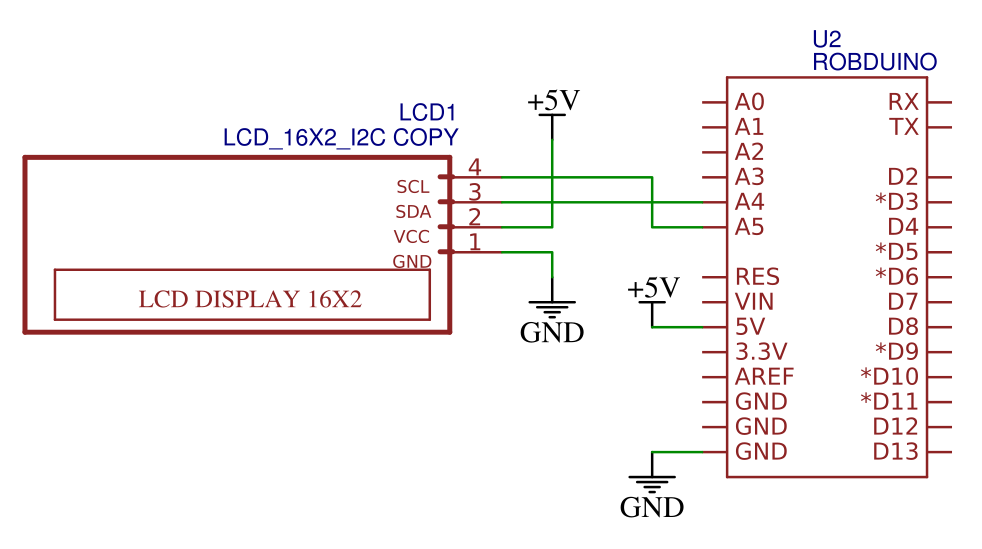 LCD1
LCD_16X2_I2C COPY
4
SCL
3
SDA
2
VCC
1
GND
LCD DISPLAY 16X2
+5V
GND
+5V
GND
U2
ROBDUINO
A0 RX
A1 TX
A2
A3 D2
A4 *D3
A5 D4
*D5
RES *D6
VIN D7
5V D8
3.3V *D9
AREF *D10
GND *D11
GND D12
GND D13